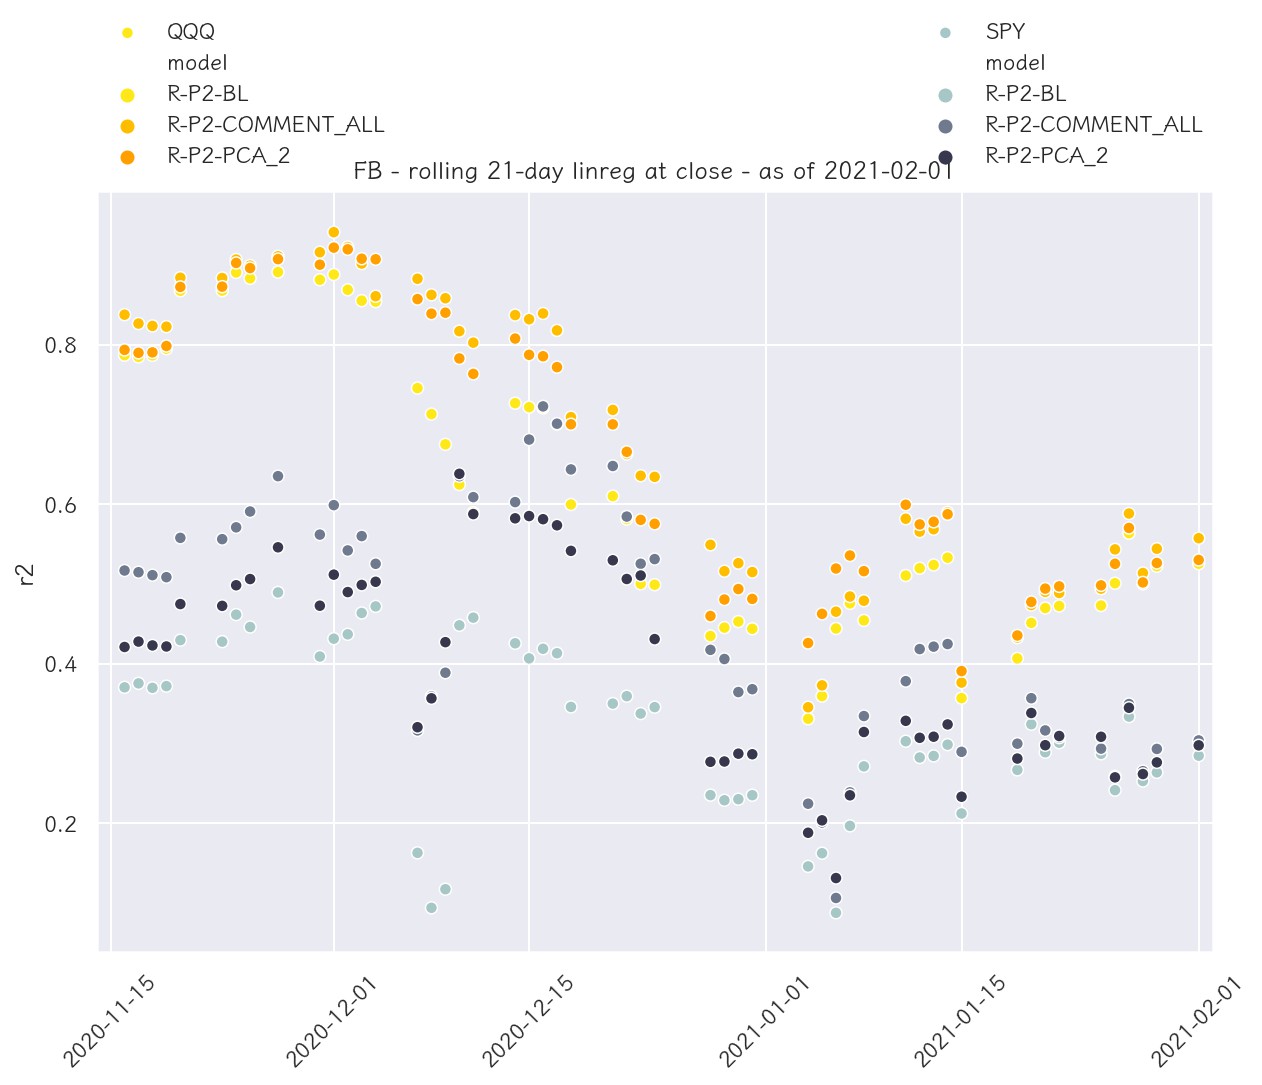 QQQ
model
R-P2-BL
R-P2-COMMENT_ALL
R-P2-PCA_2
SPY
model
R-P2-BL
R-P2-COMMENT_ALL
R-P2-PCA_2
FB - rolling 21-day linreg at close - as of 2021-02-01
r2
0.8
0.6
0.4
0.2
2020-11-15
2020-12-01
2020-12-15
2021-01-01
2021-01-15
2021-02-01